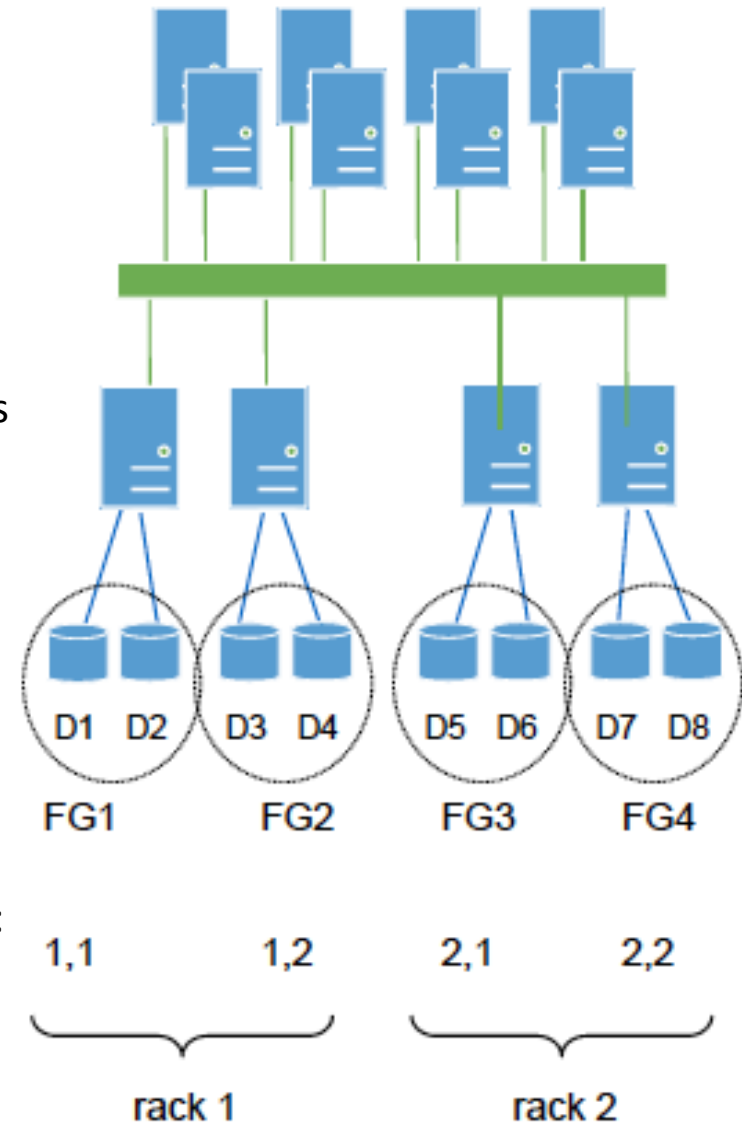 s
D1 D2 D3 D4 D5 D6 D7 D8
FG1 FG2 FG3 FG4
:
1,1 1,2 2,1 2,2
rack 1 rack 2